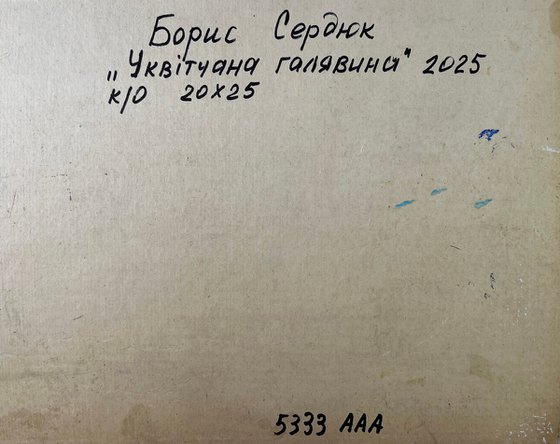 Борис Сердюк
„Уквітчана галявина" 2025
к/о 20х25
5333 ААА